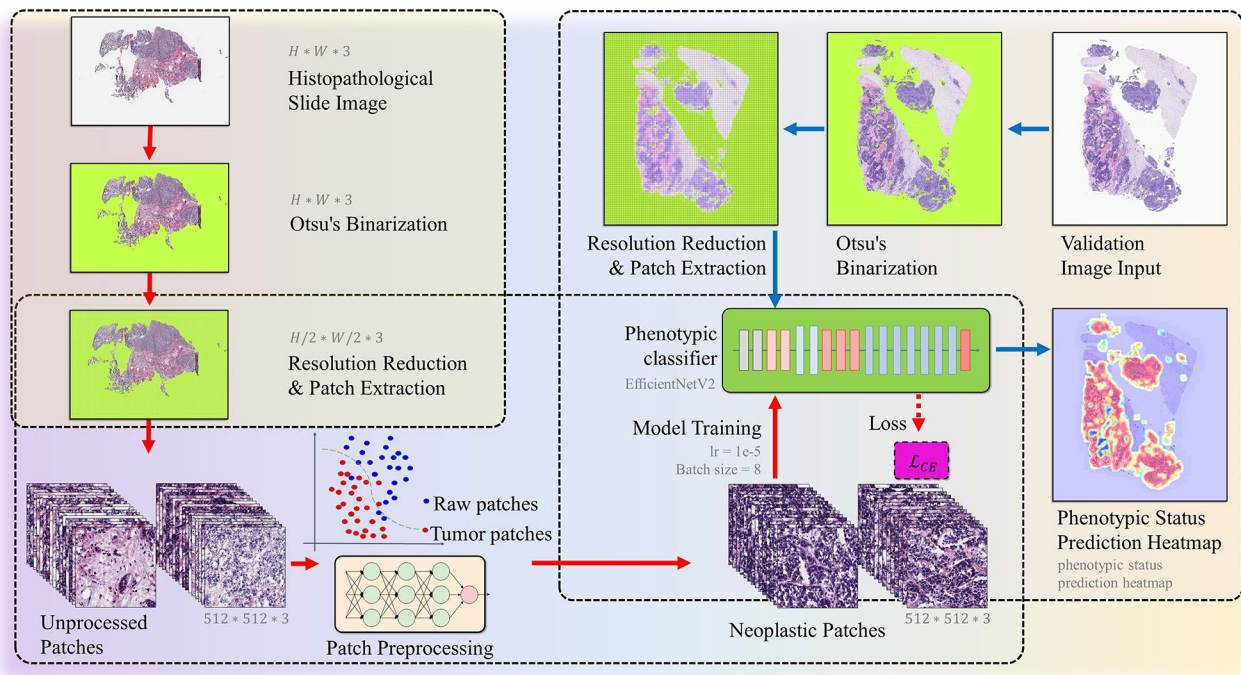 H * W * 3
Histopathological
Slide Image
H * W * 3
Otsu's Binarization
H/2 * W/2 * 3
Resolution Reduction
& Patch Extraction
Unprocessed
Patches
512 * 512 * 3
Raw patches
Tumor patches
Patch Preprocessing
Resolution Reduction
& Patch Extraction
Otsu's
Binarization
Validation
Image Input
Phenotypic
classifier
EfficientNetV2
Model Training
lr = 1e-5
Batch size = 8
Loss
ℒCE
Neoplastic Patches
512 * 512 * 3
Phenotypic Status
Prediction Heatmap
phenotypic status
prediction heatmap